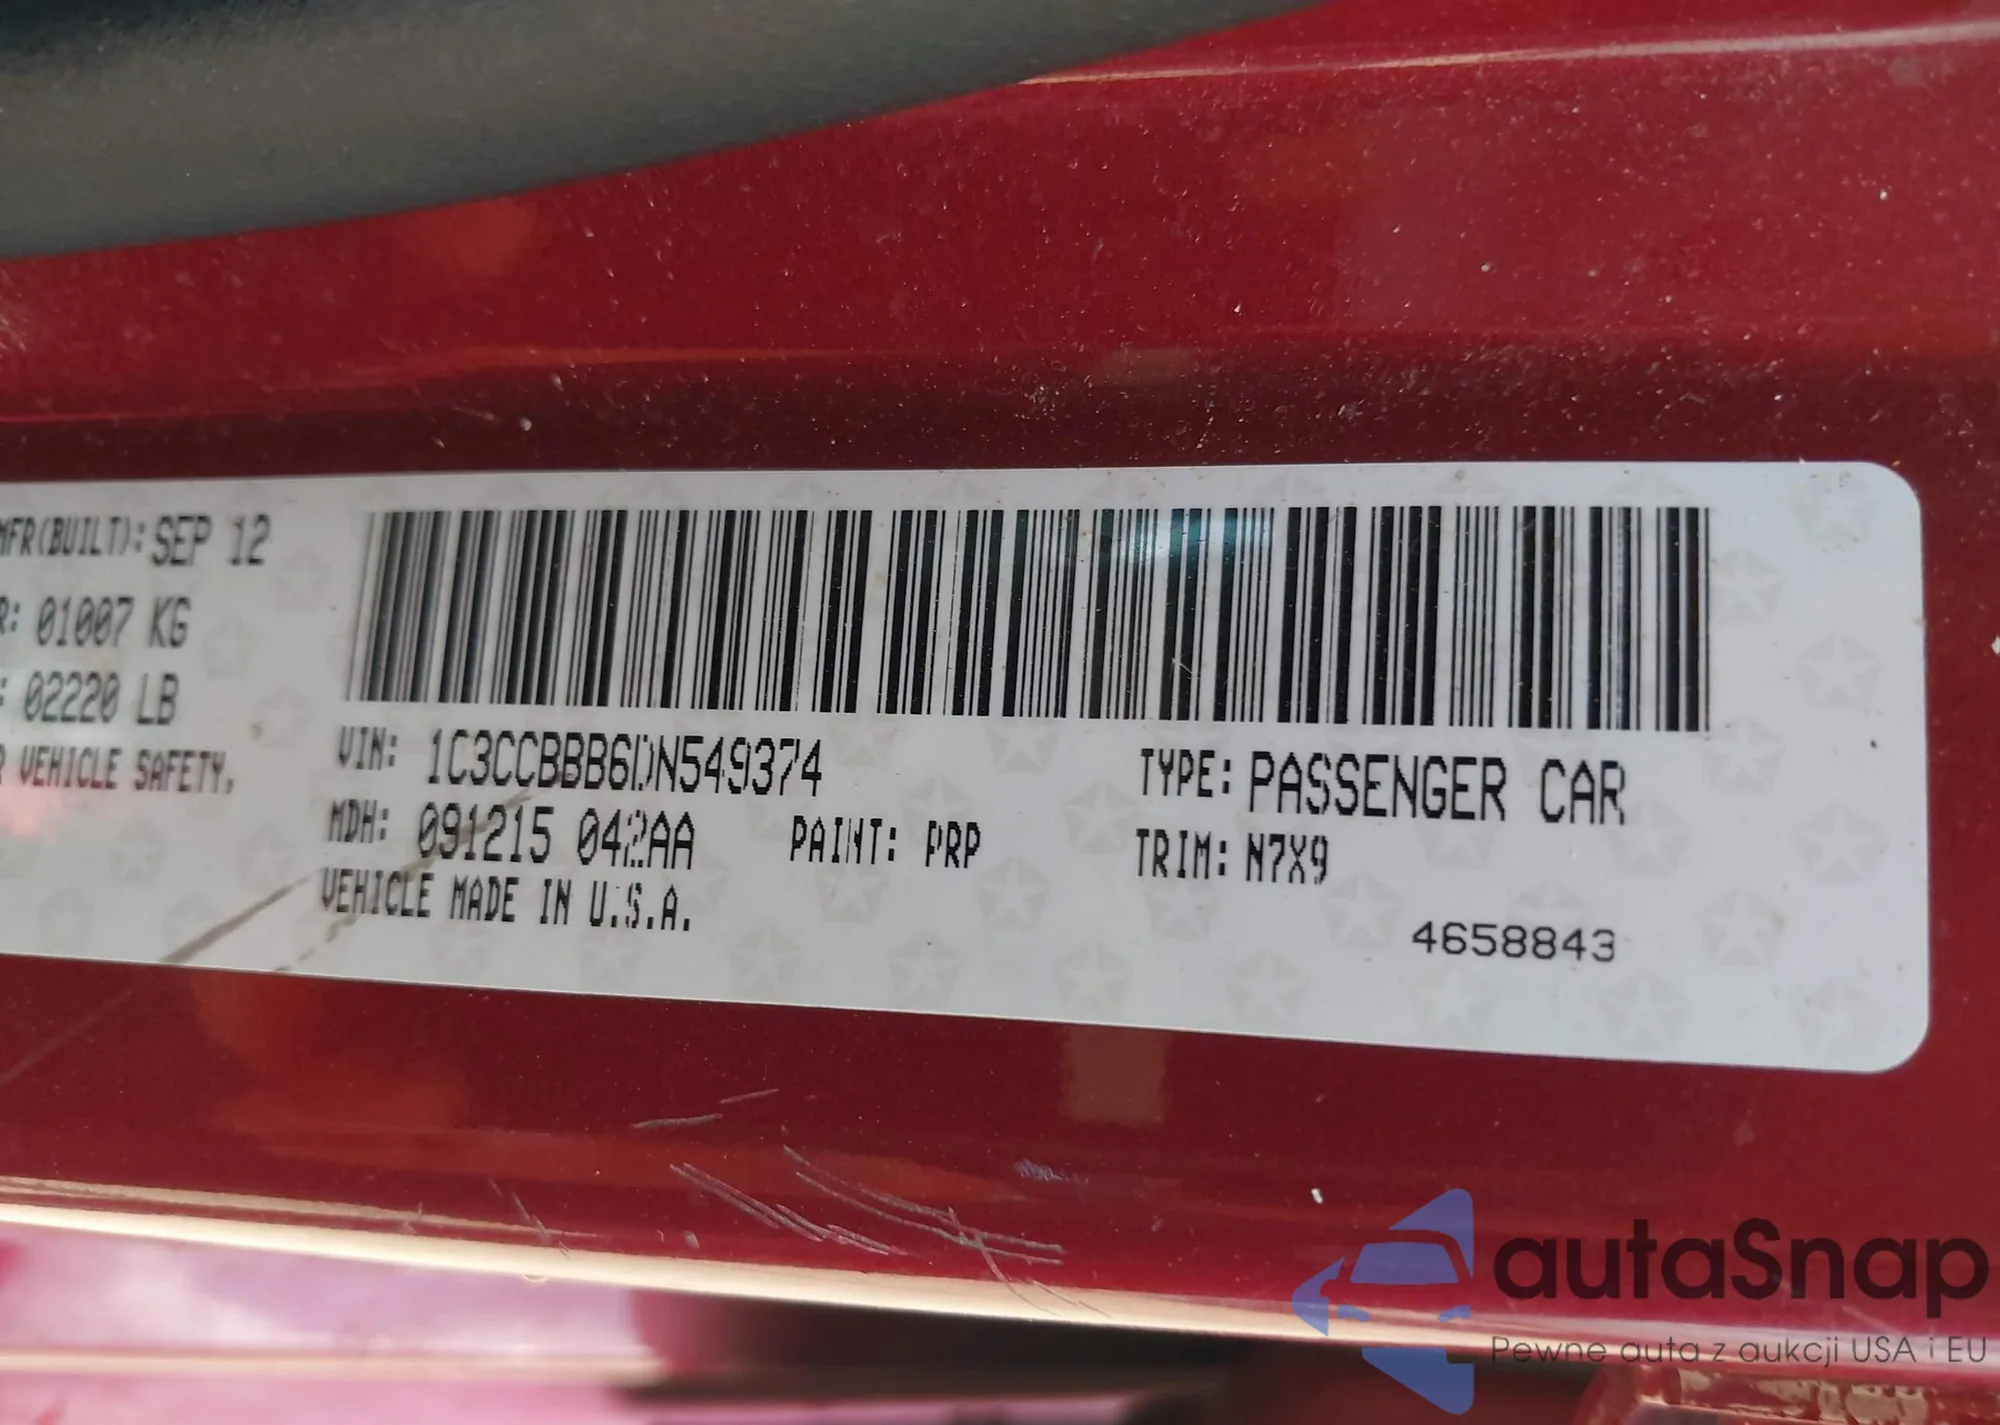 MFR(BUILT): SEP 12
R: 01007 KG
: 02220 LB
R VEHICLE SAFETY,
VIN: 1C3CCBBB6DN549374
TYPE: PASSENGER CAR
MDH: 091215 042AA
PAINT: PRP
TRIM: N7X9
VEHICLE MADE IN U.S.A.
4658843
autaSnap
Pewne auta z aukcji USA i EU